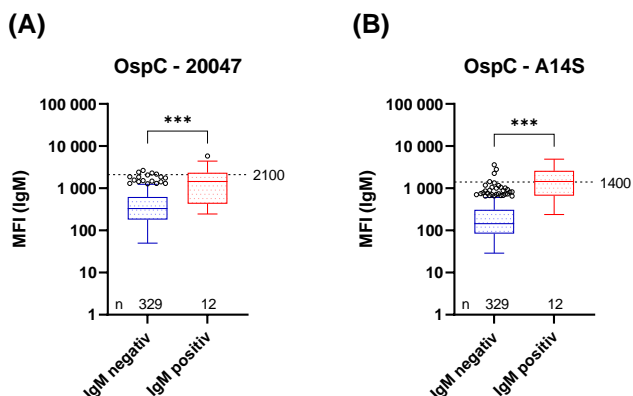 (A)
OspC - 20047
MFI (IgM)
100 000
10 000
1 000
100
10
1
***
2100
n 329 12
IgM negativ
IgM positiv
(B)
OspC - A14S
MFI (IgM)
100 000
10 000
1 000
100
10
1
***
1400
n 329 12
IgM negativ
IgM positiv